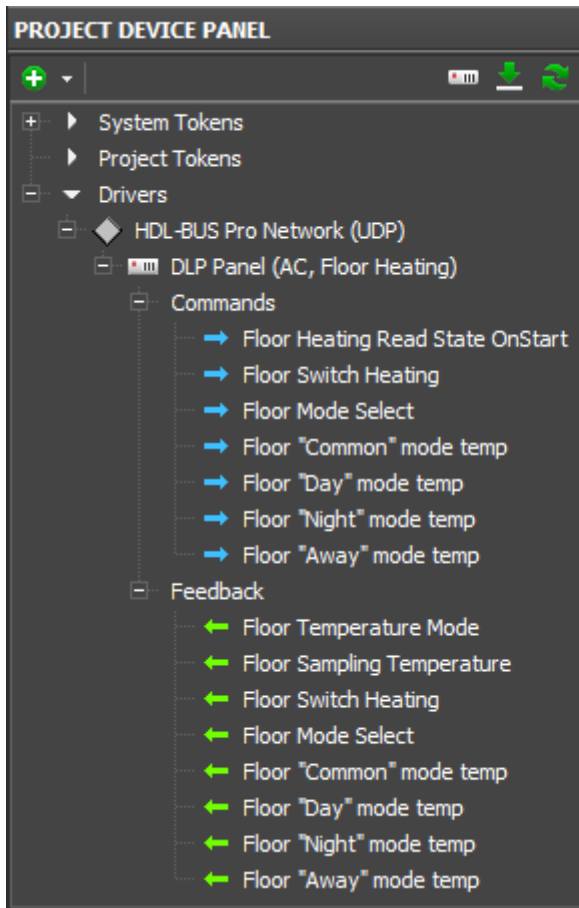 PROJECT DEVICE PANEL
System Tokens
Project Tokens
Drivers
HDL-BUS Pro Network (UDP)
DLP Panel (AC, Floor Heating)
Commands
Floor Heating Read State OnStart
Floor Switch Heating
Floor Mode Select
Floor "Common" mode temp
Floor "Day" mode temp
Floor "Night" mode temp
Floor "Away" mode temp
Feedback
Floor Temperature Mode
Floor Sampling Temperature
Floor Switch Heating
Floor Mode Select
Floor "Common" mode temp
Floor "Day" mode temp
Floor "Night" mode temp
Floor "Away" mode temp